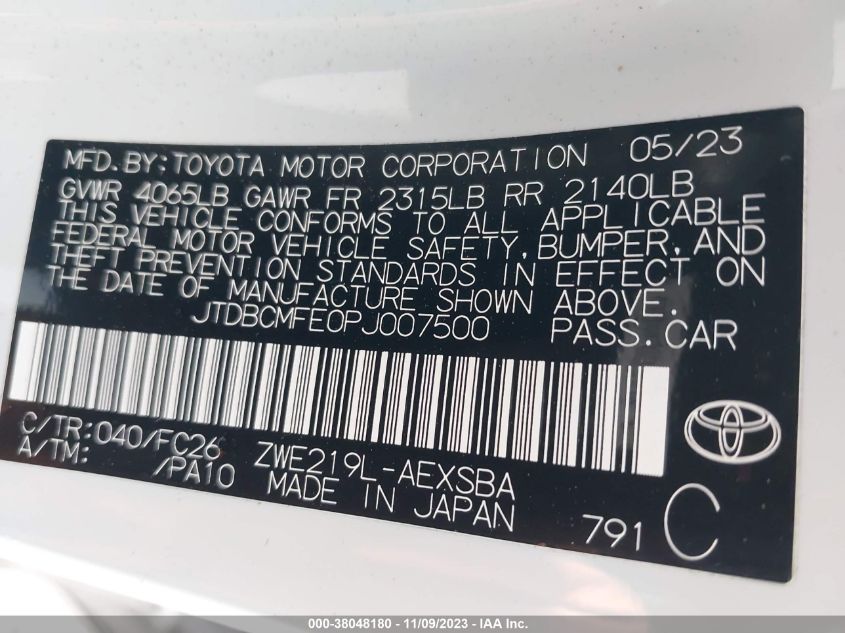 MFD. BY: TOYOTA MOTOR CORPORATION 05/23
GVWR 4065LB GAWR FR 2315LB RR 2140LB
THIS VEHICLE CONFORMS TO ALL APPLICABLE
FEDERAL MOTOR VEHICLE SAFETY, BUMPER, AND
THEFT PREVENTION STANDARDS IN EFFECT ON
THE DATE OF MANUFACTURE SHOWN ABOVE.
JTDBCMFE0PJ007500 PASS. CAR
C/TR: 040/FC26 ZWE219L-AEXSBA
A/TM: /PA10 MADE IN JAPAN
791 C
000-38048180 - 11/09/2023 - IAA Inc.